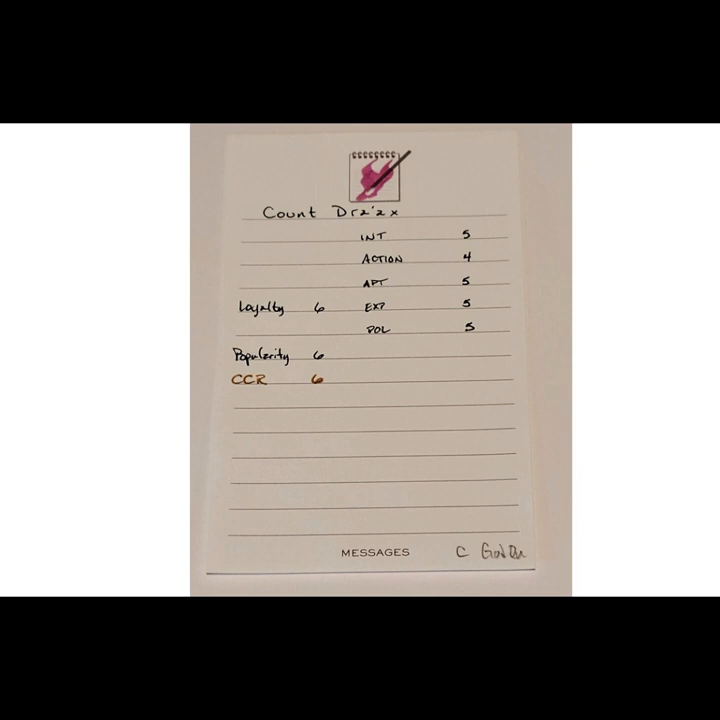 Count Dra'ax
INT 5
ACTION 4
APT 5
Loyalty 6 EXP 5
POL 5
Popularity 6
CCR 6
MESSAGES C